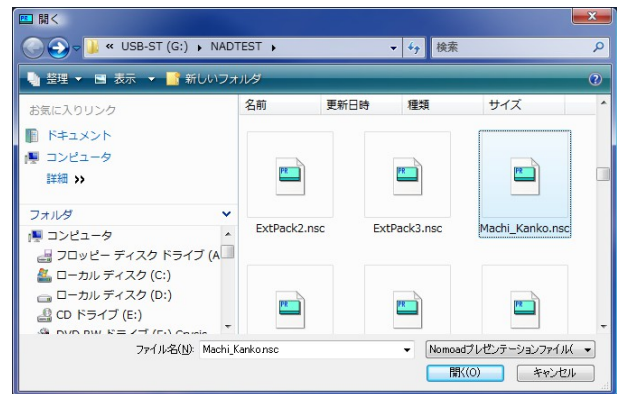 開く
« USB-ST (G:) ▸ NADTEST ▸
検索
整理 表示 新しいフォルダ
お気に入りリンク
ドキュメント
コンピュータ
詳細 »
フォルダ
コンピュータ
フロッピー ディスク ドライブ (A
ローカル ディスク (C:)
ローカル ディスク (D:)
CD ドライブ (E:)
名前 更新日時 種類 サイズ
PR PR PR
ExtPack2.nsc ExtPack3.nsc Machi_Kanko.nsc
PR PR PR
ファイル名(N): Machi_Kanko.nsc
Nomoadプレゼンテーションファイル(
開く(O) キャンセル